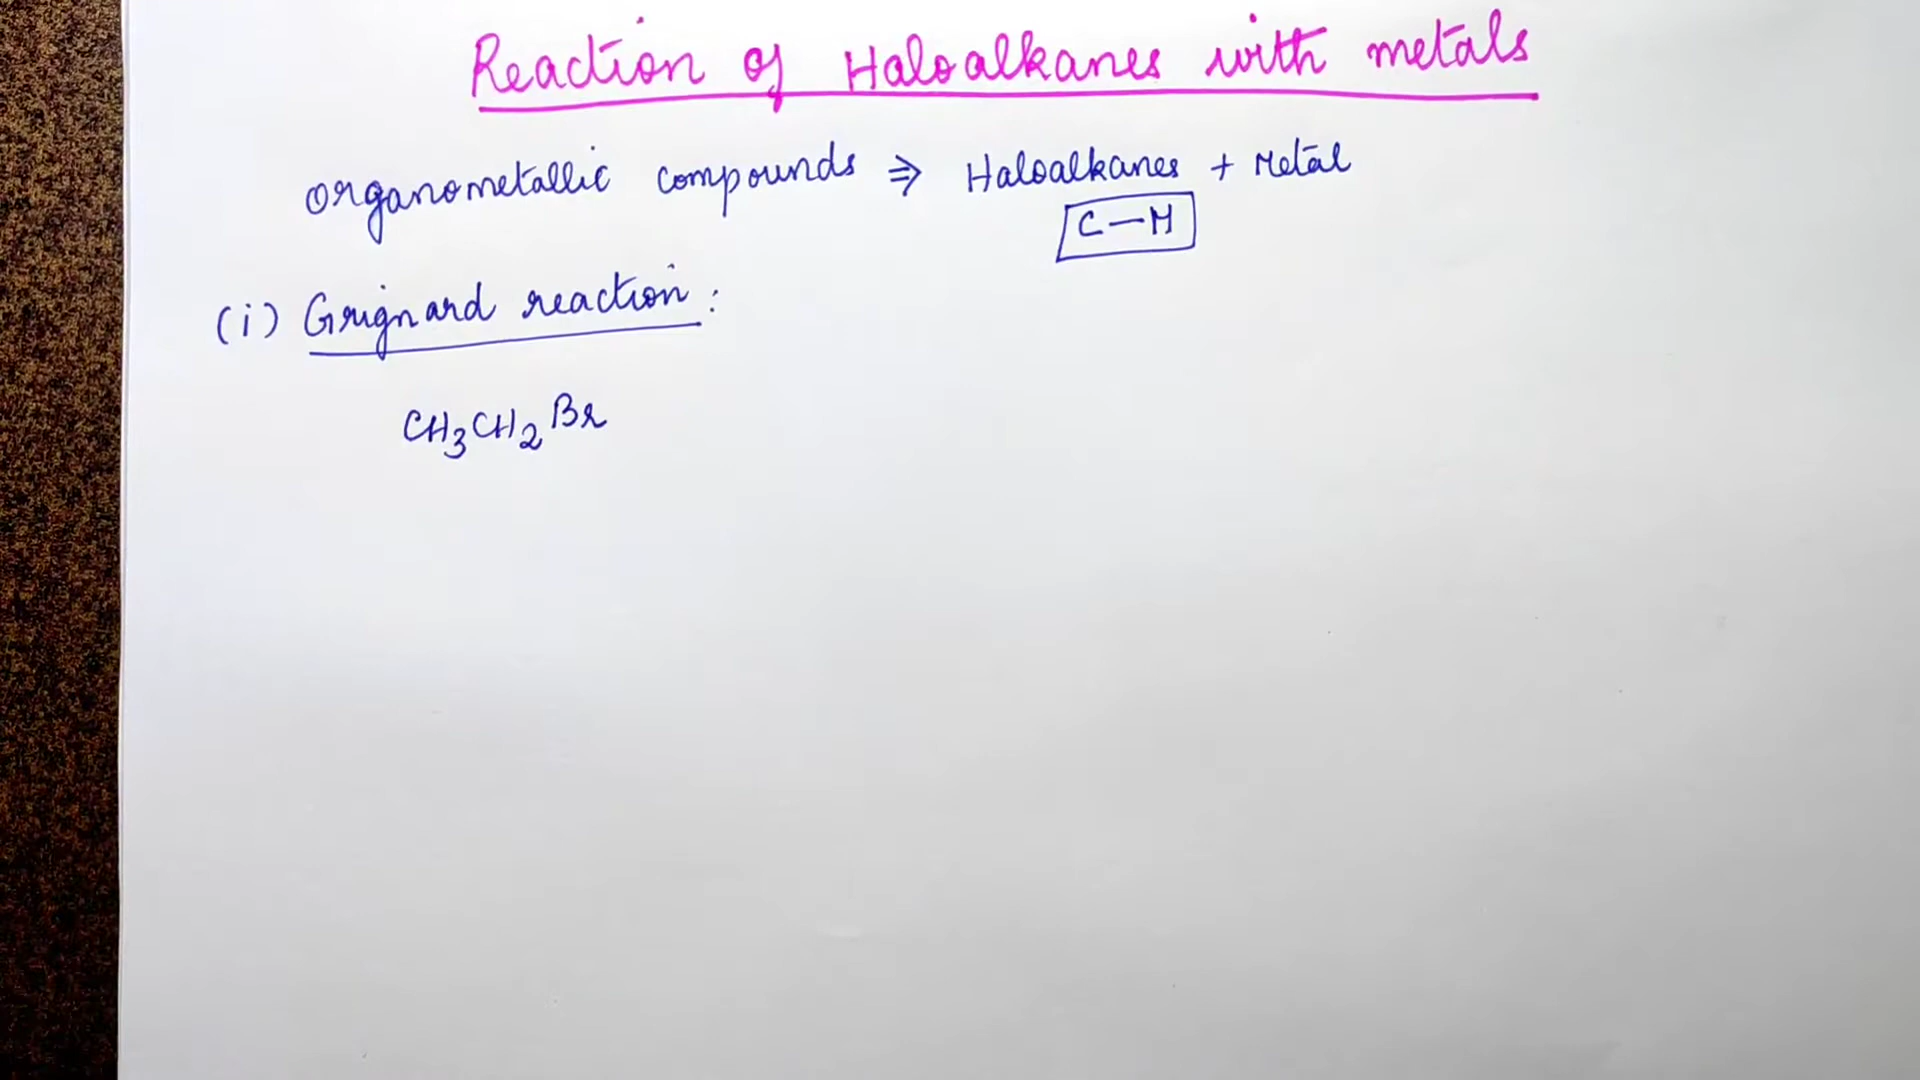 Reaction of Haloalkanes with metals
organometallic compounds ⇒ Haloalkanes + Metal
C—M
(i) Grignard reaction :
CH₃CH₂Br